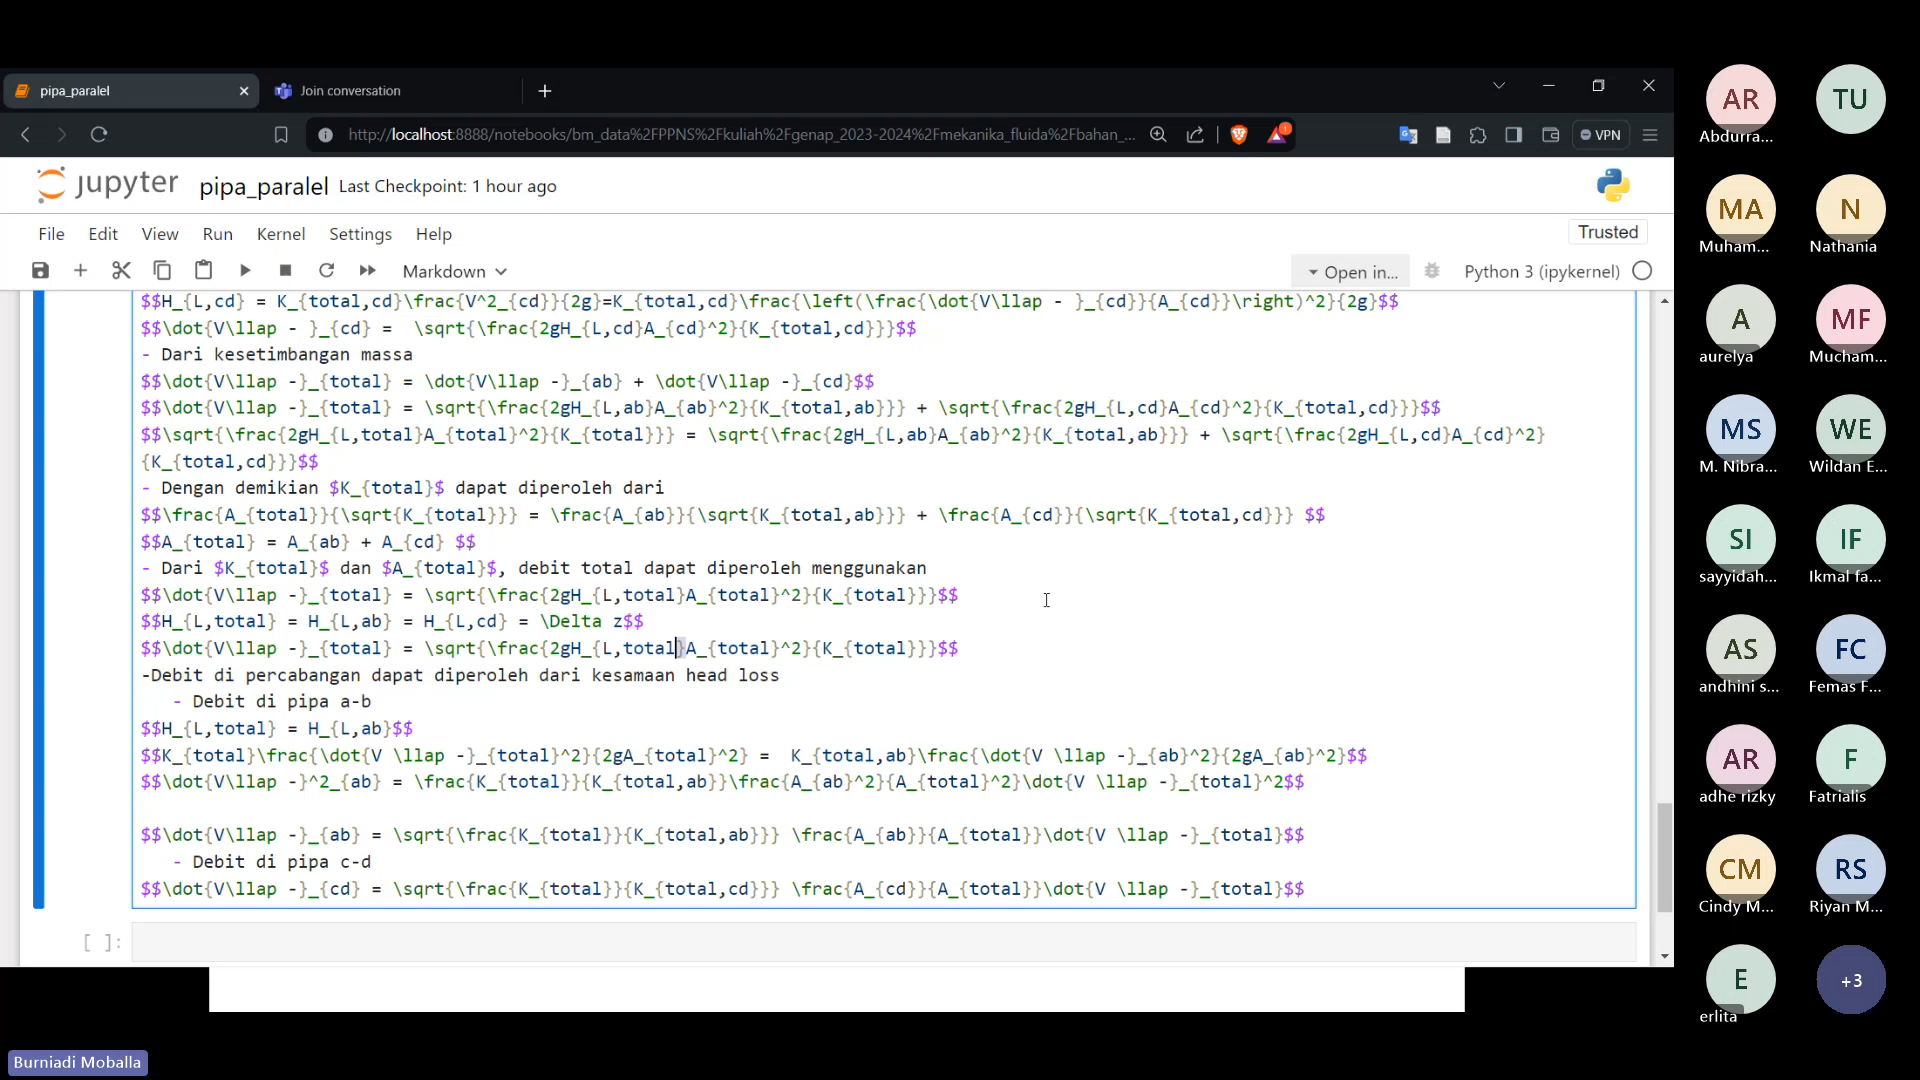 pipa_paralel
Join conversation
http://localhost:8888/notebooks/bm_data%2FPPNS%2Fkuliah%2Fgenap_2023-2024%2Fmekanika_fluida%2Fbahan_...
VPN
jupyter pipa_paralel Last Checkpoint: 1 hour ago
File Edit View Run Kernel Settings Help
Trusted
Markdown
Open in...
Python 3 (ipykernel)
$$H_{L,cd} = K_{total,cd}\frac{V^2_{cd}}{2g}=K_{total,cd}\frac{\left(\frac{\dot{V\llap - }_{cd}}{A_{cd}}\right)^2}{2g}$$
$$\dot{V\llap - }_{cd} =  \sqrt{\frac{2gH_{L,cd}A_{cd}^2}{K_{total,cd}}}$$
- Dari kesetimbangan massa
$$\dot{V\llap -}_{total} = \dot{V\llap -}_{ab} + \dot{V\llap -}_{cd}$$
$$\dot{V\llap -}_{total} = \sqrt{\frac{2gH_{L,ab}A_{ab}^2}{K_{total,ab}}} + \sqrt{\frac{2gH_{L,cd}A_{cd}^2}{K_{total,cd}}}$$
$$\sqrt{\frac{2gH_{L,total}A_{total}^2}{K_{total}}} = \sqrt{\frac{2gH_{L,ab}A_{ab}^2}{K_{total,ab}}} + \sqrt{\frac{2gH_{L,cd}A_{cd}^2}
{K_{total,cd}}}$$
- Dengan demikian $K_{total}$ dapat diperoleh dari
$$\frac{A_{total}}{\sqrt{K_{total}}} = \frac{A_{ab}}{\sqrt{K_{total,ab}}} + \frac{A_{cd}}{\sqrt{K_{total,cd}}} $$
$$A_{total} = A_{ab} + A_{cd} $$
- Dari $K_{total}$ dan $A_{total}$, debit total dapat diperoleh menggunakan
$$\dot{V\llap -}_{total} = \sqrt{\frac{2gH_{L,total}A_{total}^2}{K_{total}}}$$
$$H_{L,total} = H_{L,ab} = H_{L,cd} = \Delta z$$
$$\dot{V\llap -}_{total} = \sqrt{\frac{2gH_{L,total}A_{total}^2}{K_{total}}}$$
-Debit di percabangan dapat diperoleh dari kesamaan head loss
- Debit di pipa a-b
$$H_{L,total} = H_{L,ab}$$
$$K_{total}\frac{\dot{V \llap -}_{total}^2}{2gA_{total}^2} =  K_{total,ab}\frac{\dot{V \llap -}_{ab}^2}{2gA_{ab}^2}$$
$$\dot{V\llap -}^2_{ab} = \frac{K_{total}}{K_{total,ab}}\frac{A_{ab}^2}{A_{total}^2}\dot{V \llap -}_{total}^2$$
$$\dot{V\llap -}_{ab} = \sqrt{\frac{K_{total}}{K_{total,ab}}} \frac{A_{ab}}{A_{total}}\dot{V \llap -}_{total}$$
- Debit di pipa c-d
$$\dot{V\llap -}_{cd} = \sqrt{\frac{K_{total}}{K_{total,cd}}} \frac{A_{cd}}{A_{total}}\dot{V \llap -}_{total}$$
[ ]:
AR TU
Abdurra...
MA N
Muham... Nathania
A MF
aurelya Mucham...
MS WE
M. Nibra... Wildan E...
SI IF
sayyidah... Ikmal fa...
AS FC
andhini s... Femas F...
AR F
adhe rizky Fatrialis
CM RS
Cindy M... Riyan M...
E +3
erlita
Burniadi Moballa